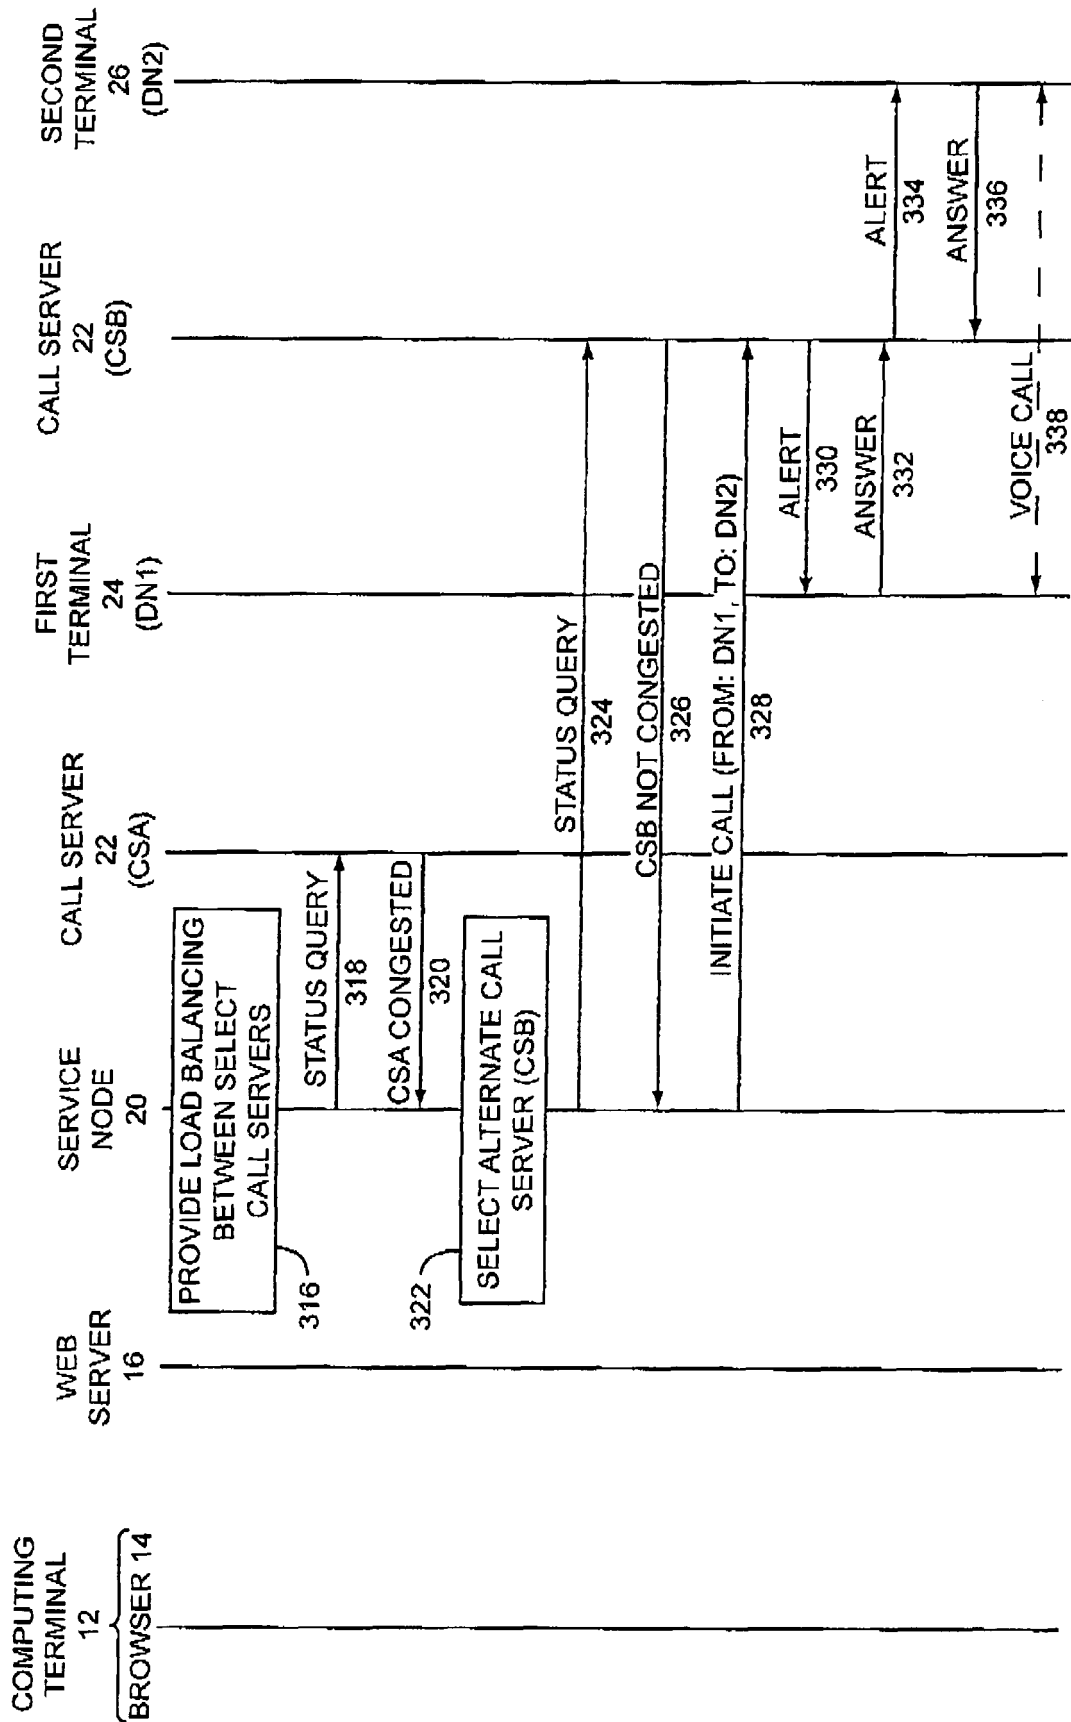 COMPUTING
TERMINAL
12
BROWSER 14
WEB
SERVER
16
SERVICE
NODE
20
CALL SERVER
22
(CSA)
FIRST
TERMINAL
24
(DN1)
CALL SERVER
22
(CSB)
SECOND
TERMINAL
26
(DN2)
PROVIDE LOAD BALANCING
BETWEEN SELECT
CALL SERVERS
316
STATUS QUERY
318
CSA CONGESTED
320
SELECT ALTERNATE CALL
SERVER (CSB)
322
STATUS QUERY
324
CSB NOT CONGESTED
326
INITIATE CALL (FROM: DN1, TO: DN2)
328
ALERT
330
ANSWER
332
ALERT
334
ANSWER
336
VOICE CALL
338